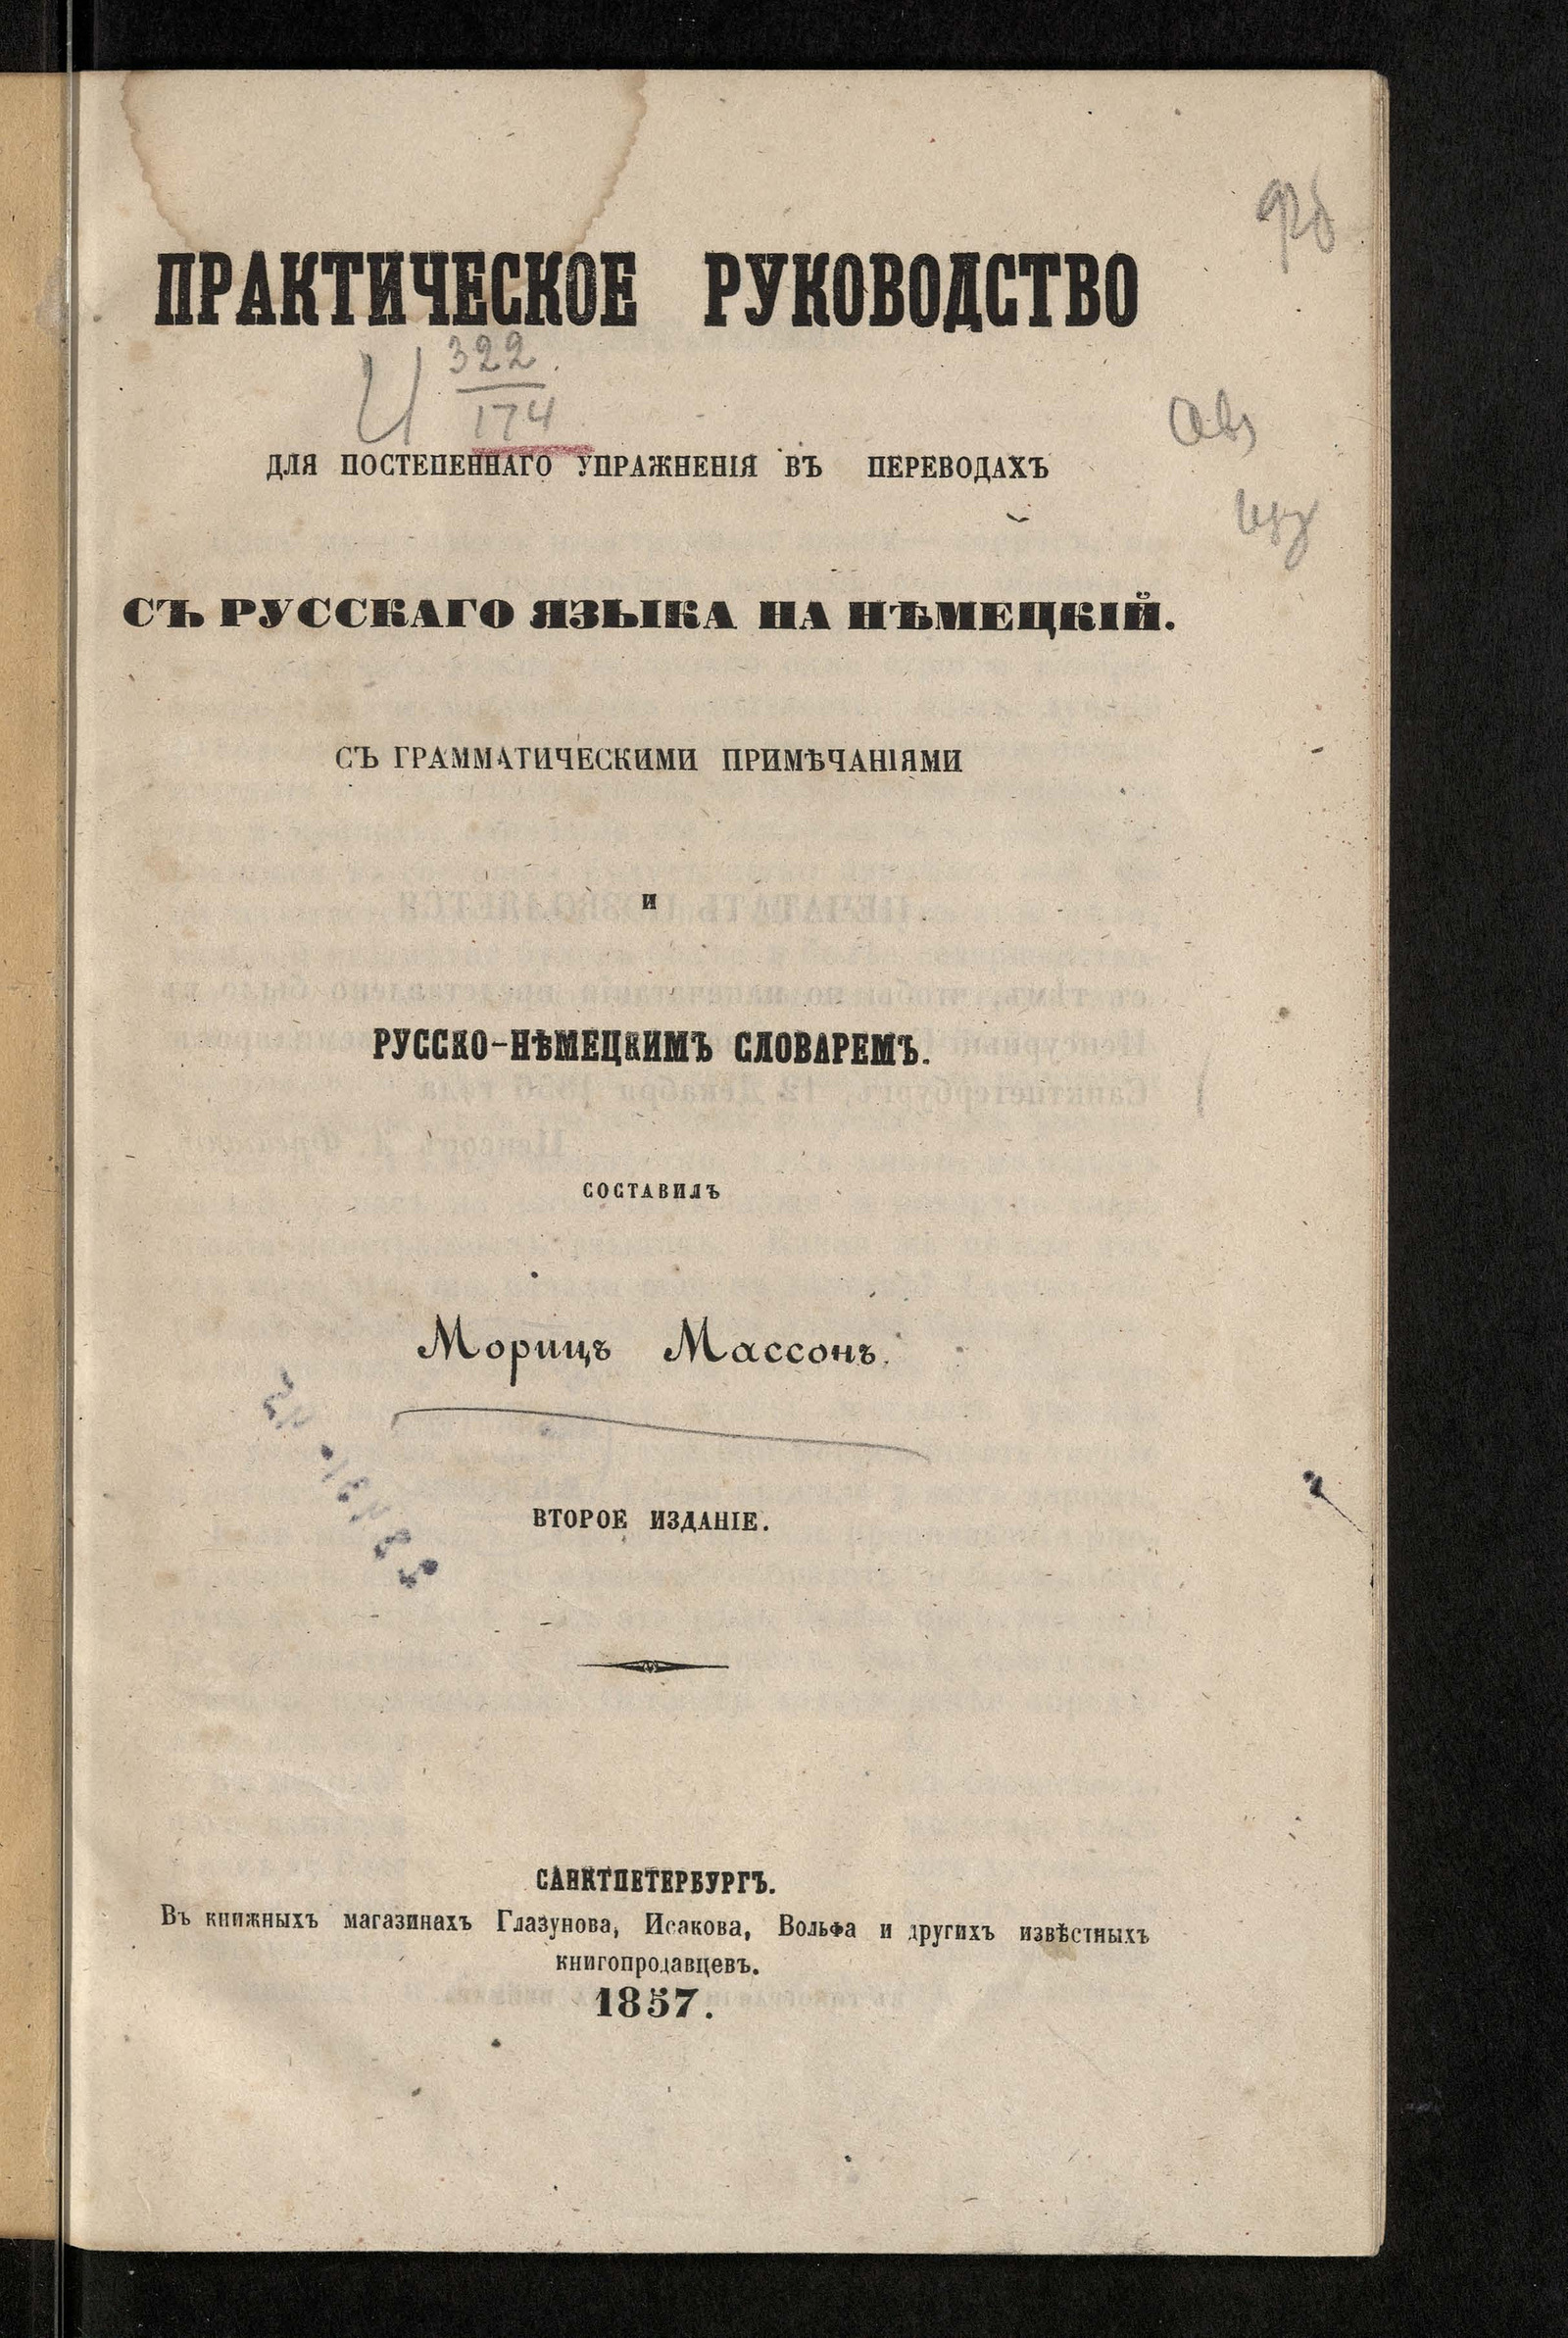 ПРАКТИЧЕСКОЕ РУКОВОДСТВО
И 322
174
ДЛЯ ПОСТЕПЕННАГО УПРАЖНЕНІЯ ВЪ ПЕРЕВОДАХЪ
СЪ РУССКАГО ЯЗЫКА НА НѢМЕЦКІЙ.
СЪ ГРАММАТИЧЕСКИМИ ПРИМѢЧАНІЯМИ
И
РУССКО-НѢМЕЦКИМЪ СЛОВАРЕМЪ.
СОСТАВИЛЪ
Морицъ Массонъ.
ВТОРОЕ ИЗДАНІЕ.
САНКТПЕТЕРБУРГЪ.
Въ книжныхъ магазинахъ Глазунова, Исакова, Вольфа и другихъ извѣстныхъ
книгопродавцевъ.
1857.